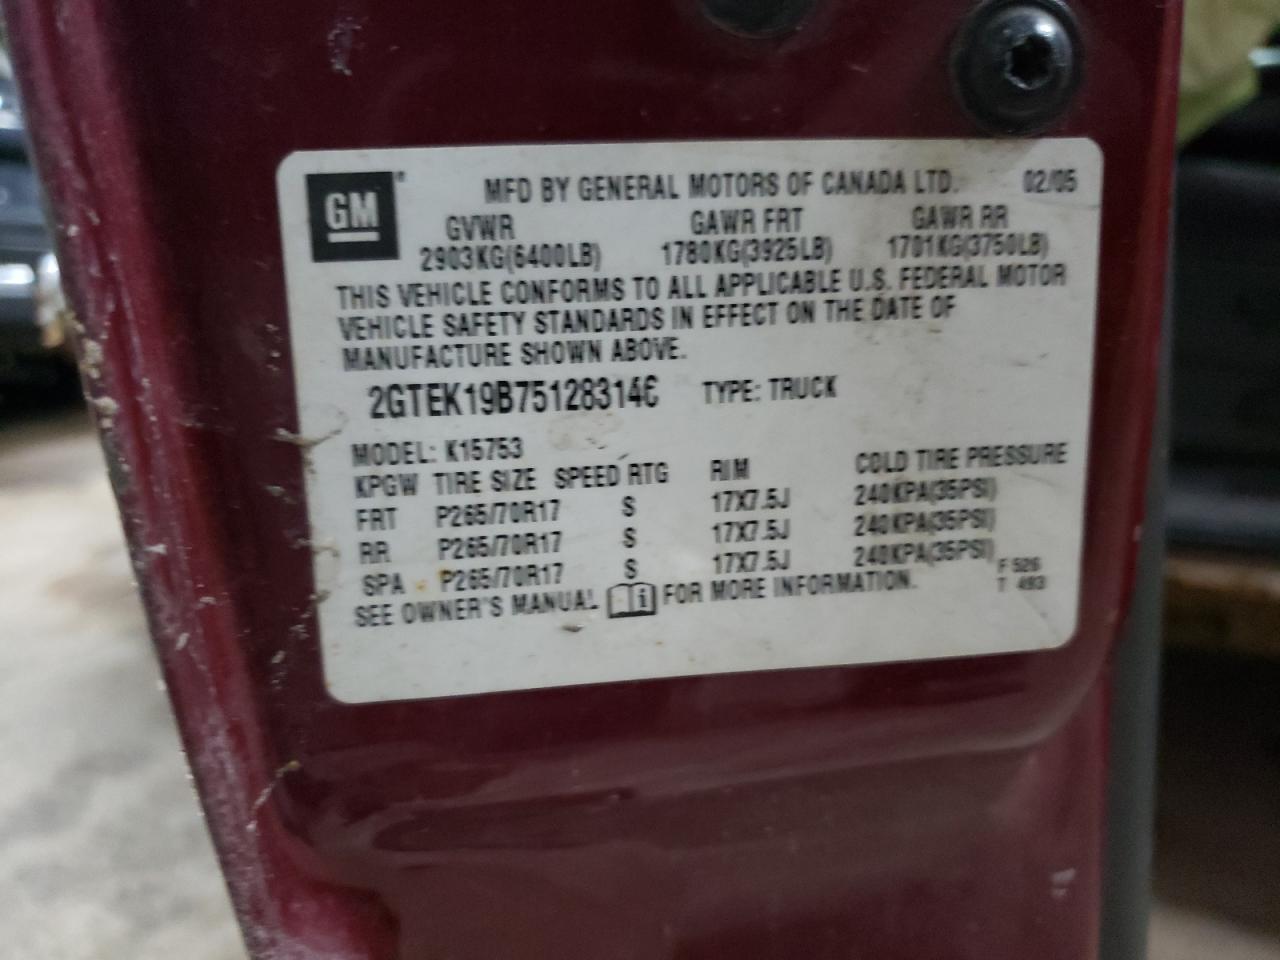 GM
MFD BY GENERAL MOTORS OF CANADA LTD. 02/05
GVWR GAWR FRT GAWR RR
2903KG(6400LB) 1780KG(3925LB) 1701KG(3750LB)
THIS VEHICLE CONFORMS TO ALL APPLICABLE U.S. FEDERAL MOTOR
VEHICLE SAFETY STANDARDS IN EFFECT ON THE DATE OF
MANUFACTURE SHOWN ABOVE.
2GTEK19B751283146 TYPE: TRUCK
MODEL: K15753
KPGW TIRE SIZE SPEED RTG RIM COLD TIRE PRESSURE
FRT P265/70R17 S 17X7.5J 240KPA(35PSI)
RR P265/70R17 S 17X7.5J 240KPA(35PSI)
SPA P265/70R17 S 17X7.5J 240KPA(35PSI)
SEE OWNER'S MANUAL i FOR MORE INFORMATION.
F 526
T 493